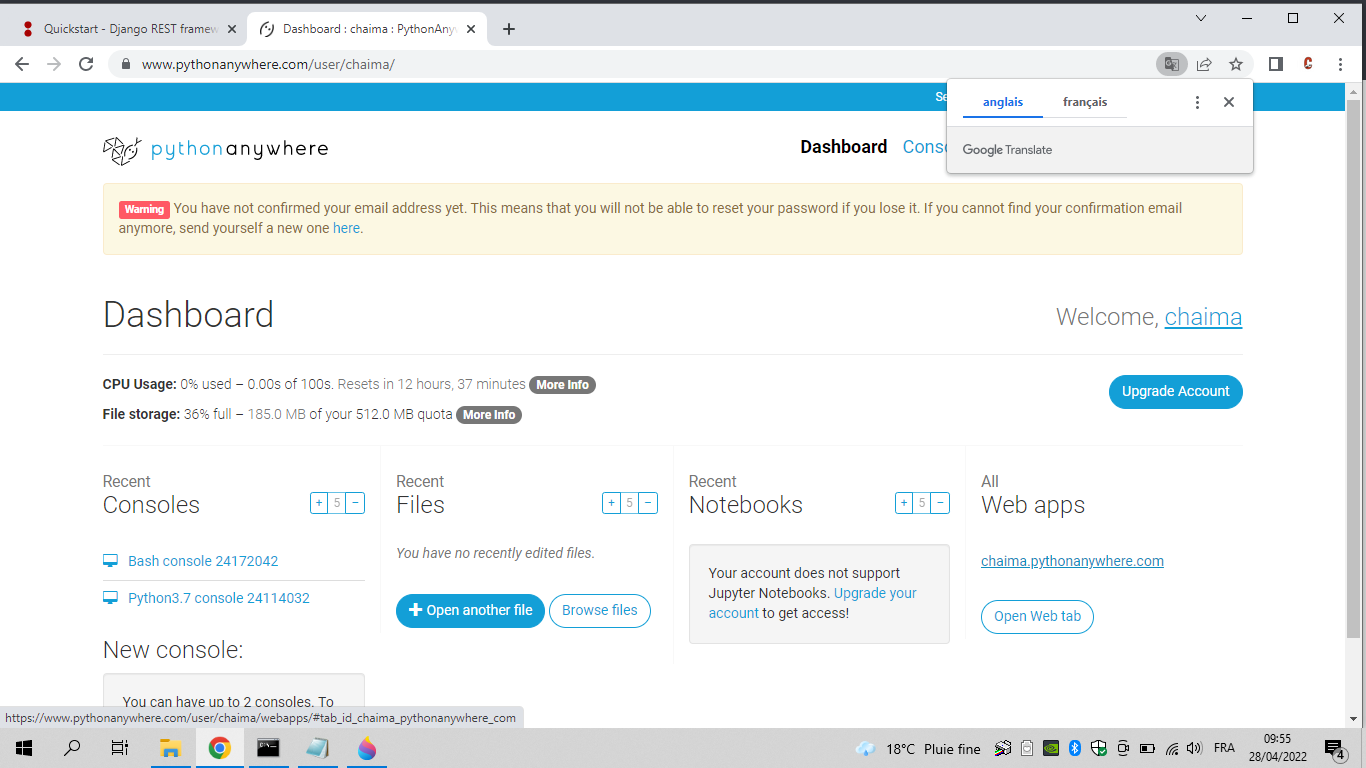 Quickstart - Django REST framew
Dashboard : chaima : PythonAny
www.pythonanywhere.com/user/chaima/
Se
anglais
français
Google Translate
pythonanywhere
Dashboard
Conso
Warning You have not confirmed your email address yet. This means that you will not be able to reset your password if you lose it. If you cannot find your confirmation email
anymore, send yourself a new one here.
Dashboard
Welcome, chaima
CPU Usage: 0% used – 0.00s of 100s. Resets in 12 hours, 37 minutes More Info
File storage: 36% full – 185.0 MB of your 512.0 MB quota More Info
Upgrade Account
Recent
Consoles
+ 5 −
Bash console 24172042
Python3.7 console 24114032
New console:
You can have up to 2 consoles. To
Recent
Files
+ 5 −
You have no recently edited files.
+ Open another file
Browse files
Recent
Notebooks
+ 5 −
Your account does not support
Jupyter Notebooks. Upgrade your
account to get access!
All
Web apps
chaima.pythonanywhere.com
Open Web tab
https://www.pythonanywhere.com/user/chaima/webapps/#tab_id_chaima_pythonanywhere_com
18°C Pluie fine
FRA
09:55
28/04/2022
4